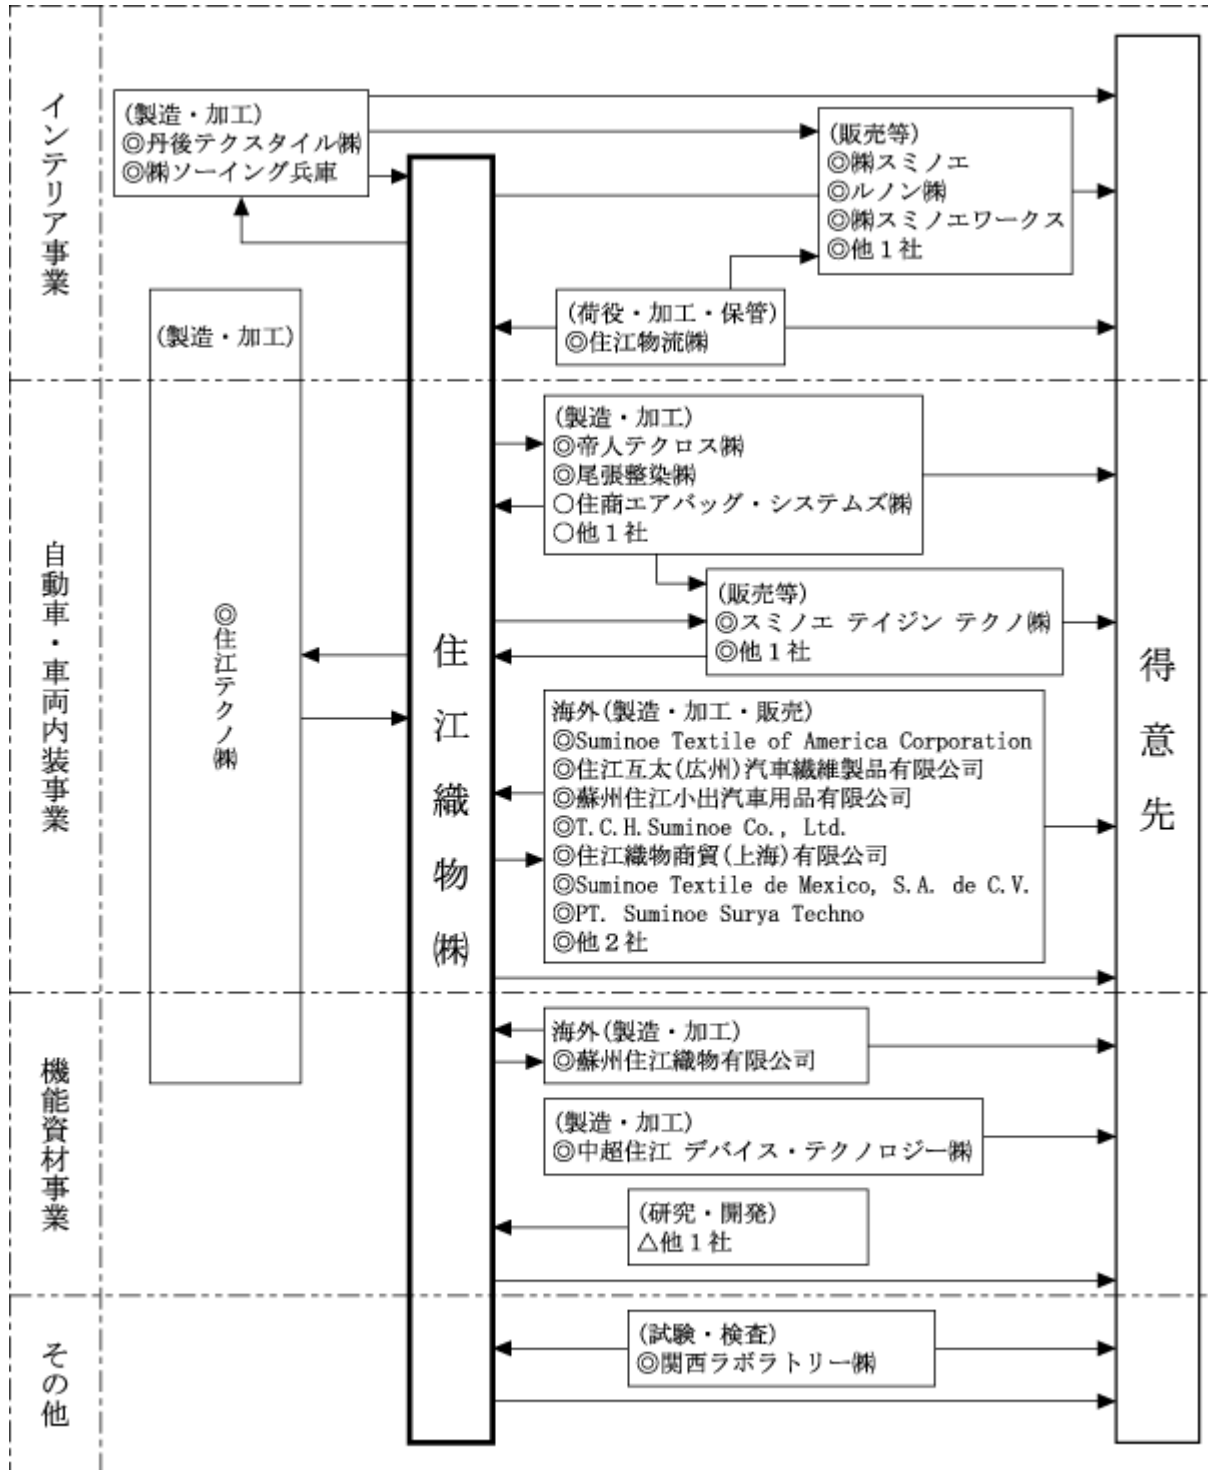 インテリア事業
(製造・加工)
◎丹後テクスタイル㈱
◎㈱ソーイング兵庫
(販売等)
◎㈱スミノエ
◎ルノン㈱
◎㈱スミノエワークス
◎他1社
(荷役・加工・保管)
◎住江物流㈱
(製造・加工)
◎住江テクノ㈱
住江織物㈱
得意先
自動車・車両内装事業
(製造・加工)
◎帝人テクロス㈱
◎尾張整染㈱
○住商エアバッグ・システムズ㈱
○他1社
(販売等)
◎スミノエ テイジン テクノ㈱
◎他1社
海外(製造・加工・販売)
◎Suminoe Textile of America Corporation
◎住江互太(広州)汽車繊維製品有限公司
◎蘇州住江小出汽車用品有限公司
◎T.C.H.Suminoe Co., Ltd.
◎住江織物商貿(上海)有限公司
◎Suminoe Textile de Mexico, S.A. de C.V.
◎PT. Suminoe Surya Techno
◎他2社
機能資材事業
海外(製造・加工)
◎蘇州住江織物有限公司
(製造・加工)
◎中超住江 デバイス・テクノロジー㈱
(研究・開発)
△他1社
その他
(試験・検査)
◎関西ラボラトリー㈱